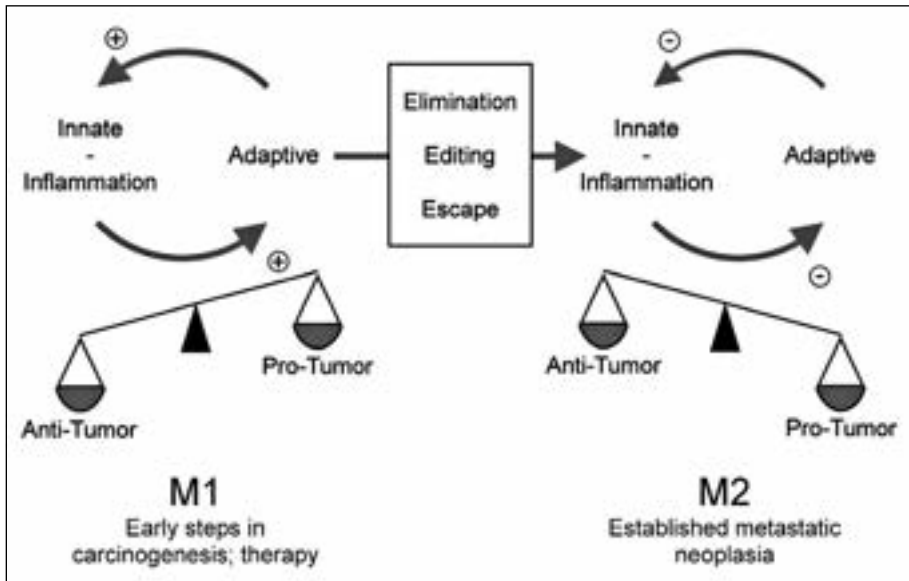 ⊕
Innate
-
Inflammation
Adaptive
⊕
Anti-Tumor
Pro-Tumor
M1
Early steps in
carcinogenesis; therapy
Elimination
Editing
Escape
⊖
Innate
-
Inflammation
Adaptive
⊖
Anti-Tumor
Pro-Tumor
M2
Established metastatic
neoplasia